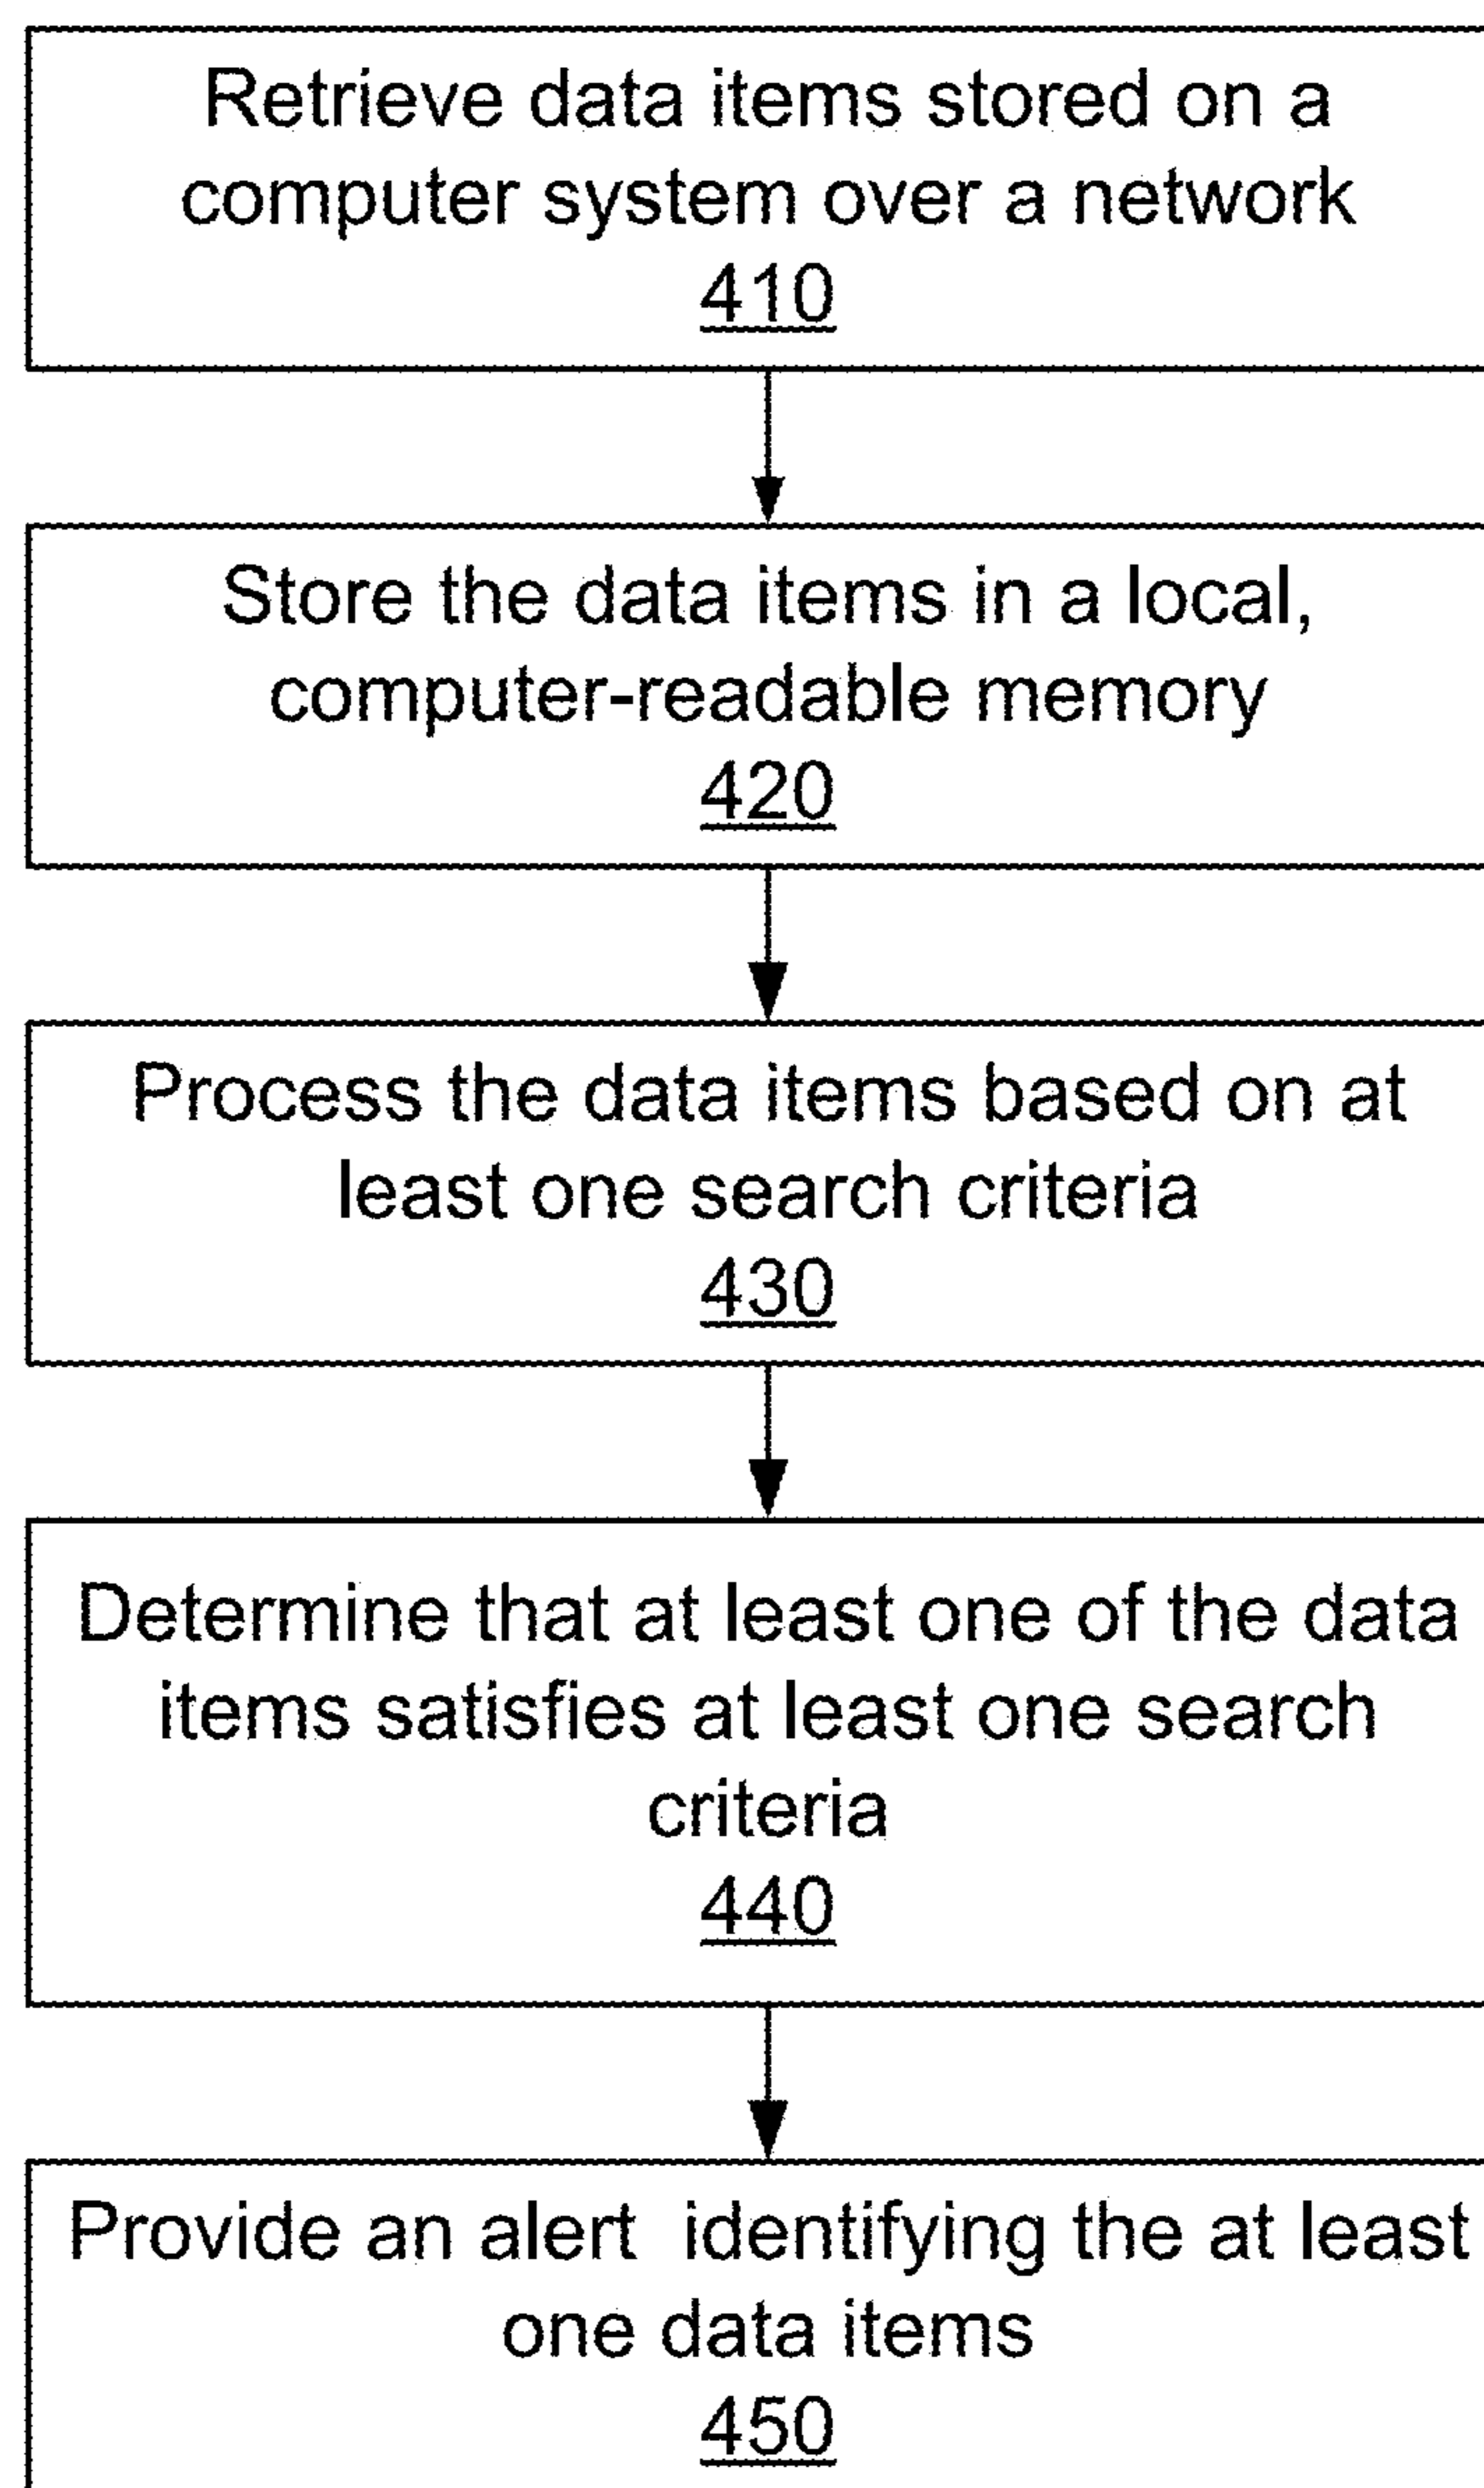 Retrieve data items stored on a
computer system over a network
410
Store the data items in a local,
computer-readable memory
420
Process the data items based on at
least one search criteria
430
Determine that at least one of the data
items satisfies at least one search
criteria
440
Provide an alert identifying the at least
one data items
450